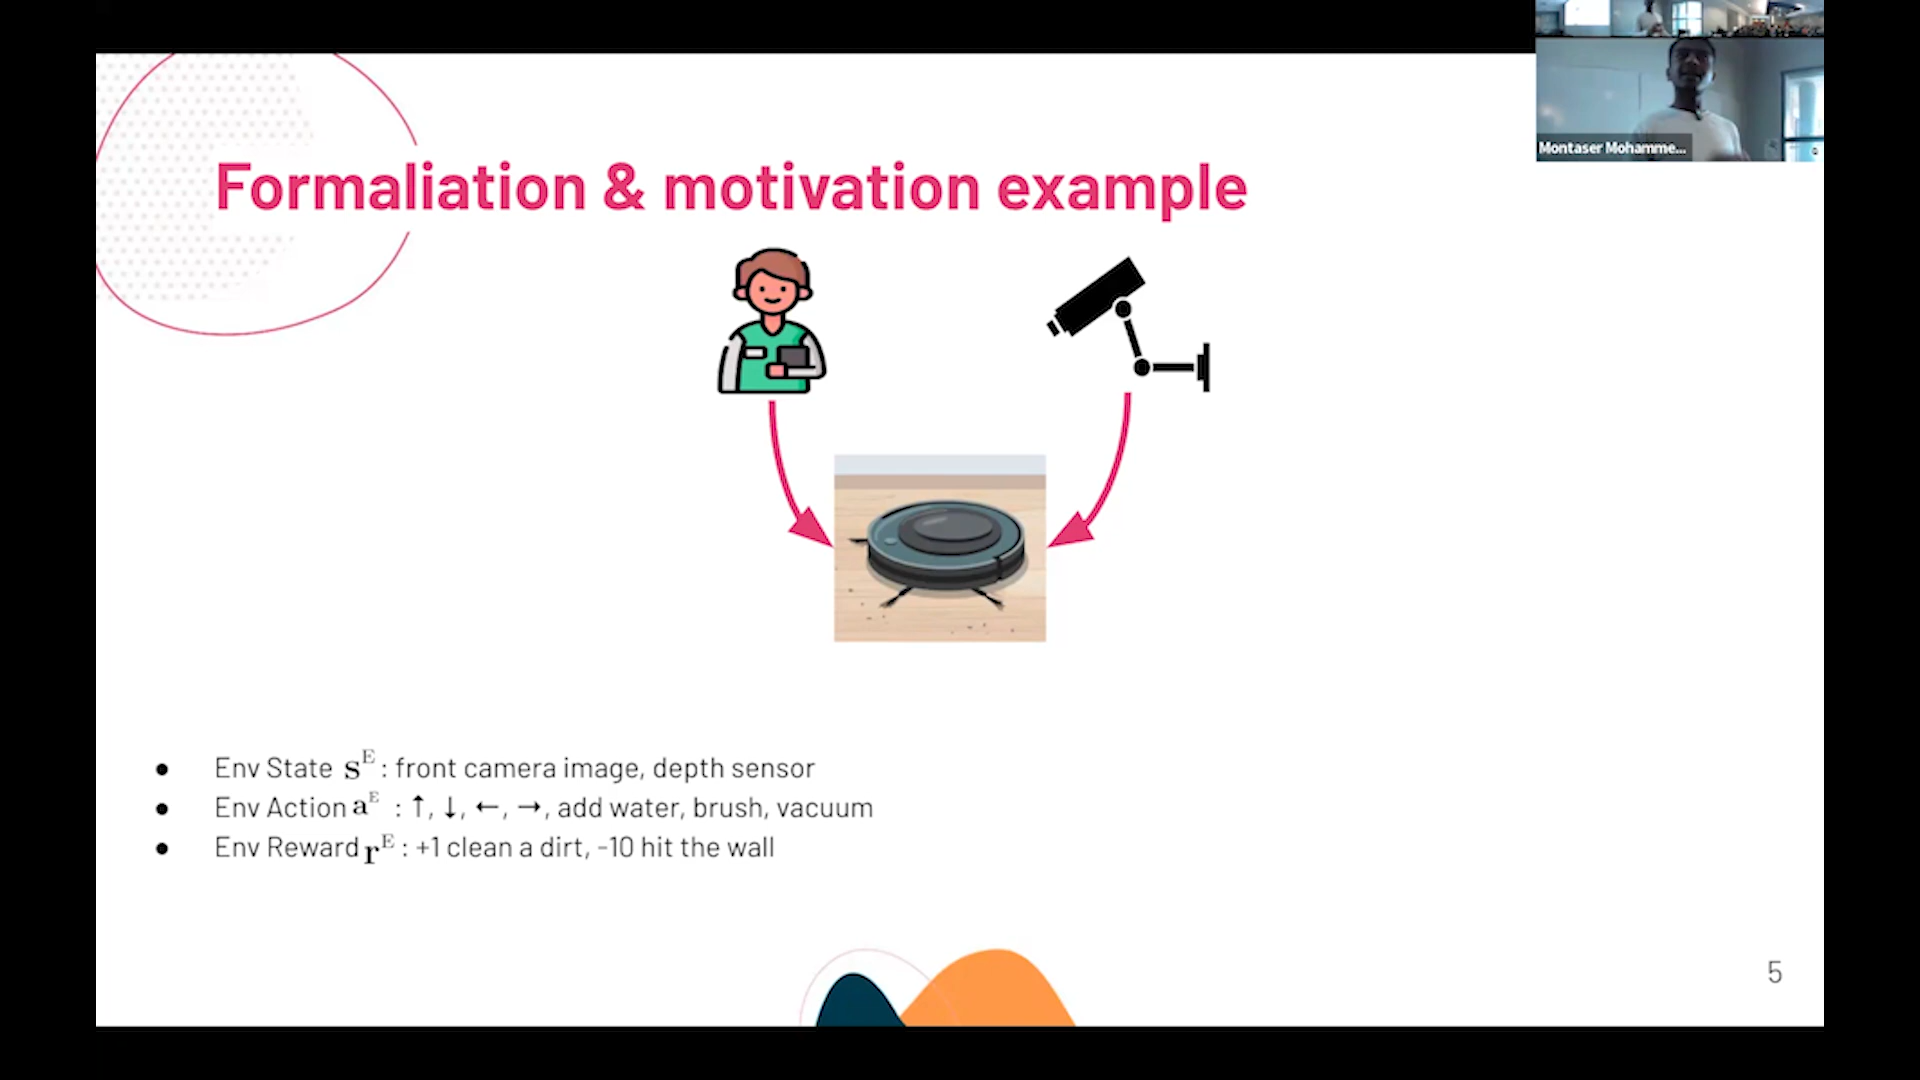 Montaser Mohamme...
Formaliation & motivation example
● Env State s^E : front camera image, depth sensor
● Env Action a^E : ↑, ↓, ←, →, add water, brush, vacuum
● Env Reward r^E : +1 clean a dirt, -10 hit the wall
5